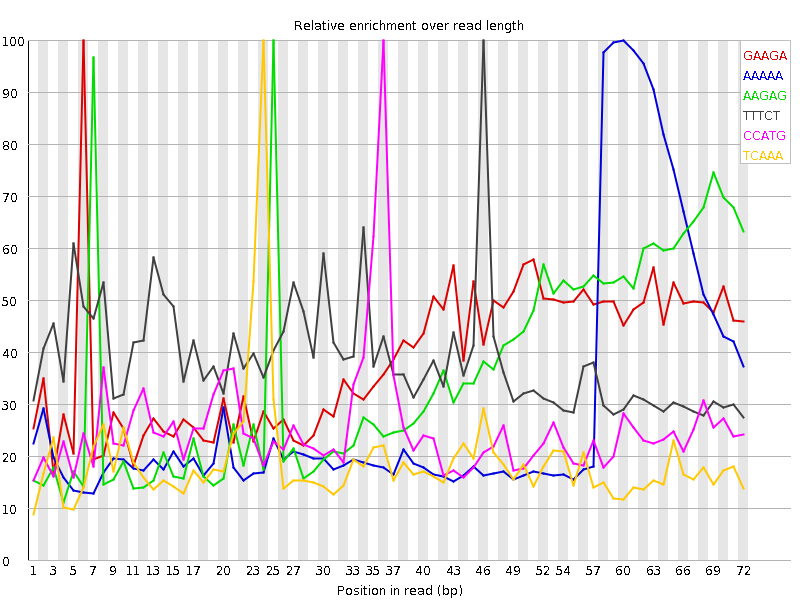 Relative enrichment over read length
100
90
80
70
60
50
40
30
20
10
0
GAAGA
AAAAA
AAGAG
TTTCT
CCATG
TCAAA
1 3 5 7 9 11 13 15 17 20 23 25 27 30 33 35 37 40 43 46 49 52 54 57 60 63 66 69 72
Position in read (bp)